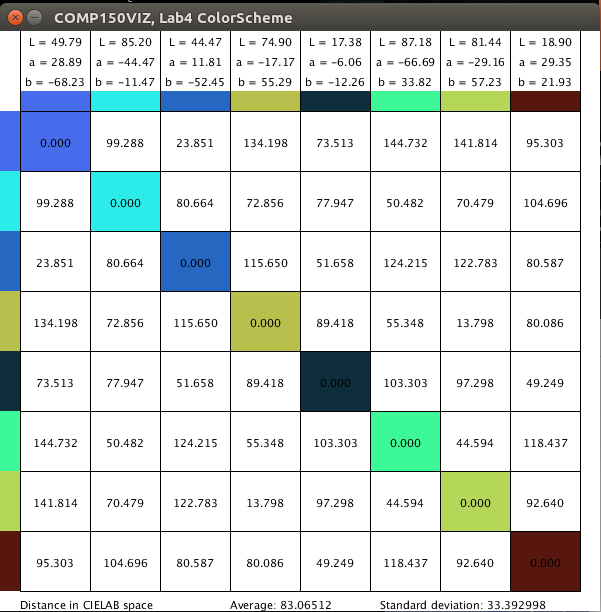 COMP150VIZ, Lab4 ColorScheme
L = 49.79 L = 85.20 L = 44.47 L = 74.90 L = 17.38 L = 87.18 L = 81.44 L = 18.90
a = 28.89 a = -44.47 a = 11.81 a = -17.17 a = -6.06 a = -66.69 a = -29.16 a = 29.35
b = -68.23 b = -11.47 b = -52.45 b = 55.29 b = -12.26 b = 33.82 b = 57.23 b = 21.93
0.000 99.288 23.851 134.198 73.513 144.732 141.814 95.303
99.288 0.000 80.664 72.856 77.947 50.482 70.479 104.696
23.851 80.664 0.000 115.650 51.658 124.215 122.783 80.587
134.198 72.856 115.650 0.000 89.418 55.348 13.798 80.086
73.513 77.947 51.658 89.418 0.000 103.303 97.298 49.249
144.732 50.482 124.215 55.348 103.303 0.000 44.594 118.437
141.814 70.479 122.783 13.798 97.298 44.594 0.000 92.640
95.303 104.696 80.587 80.086 49.249 118.437 92.640 0.000
Distance in CIELAB space Average: 83.06512 Standard deviation: 33.392998